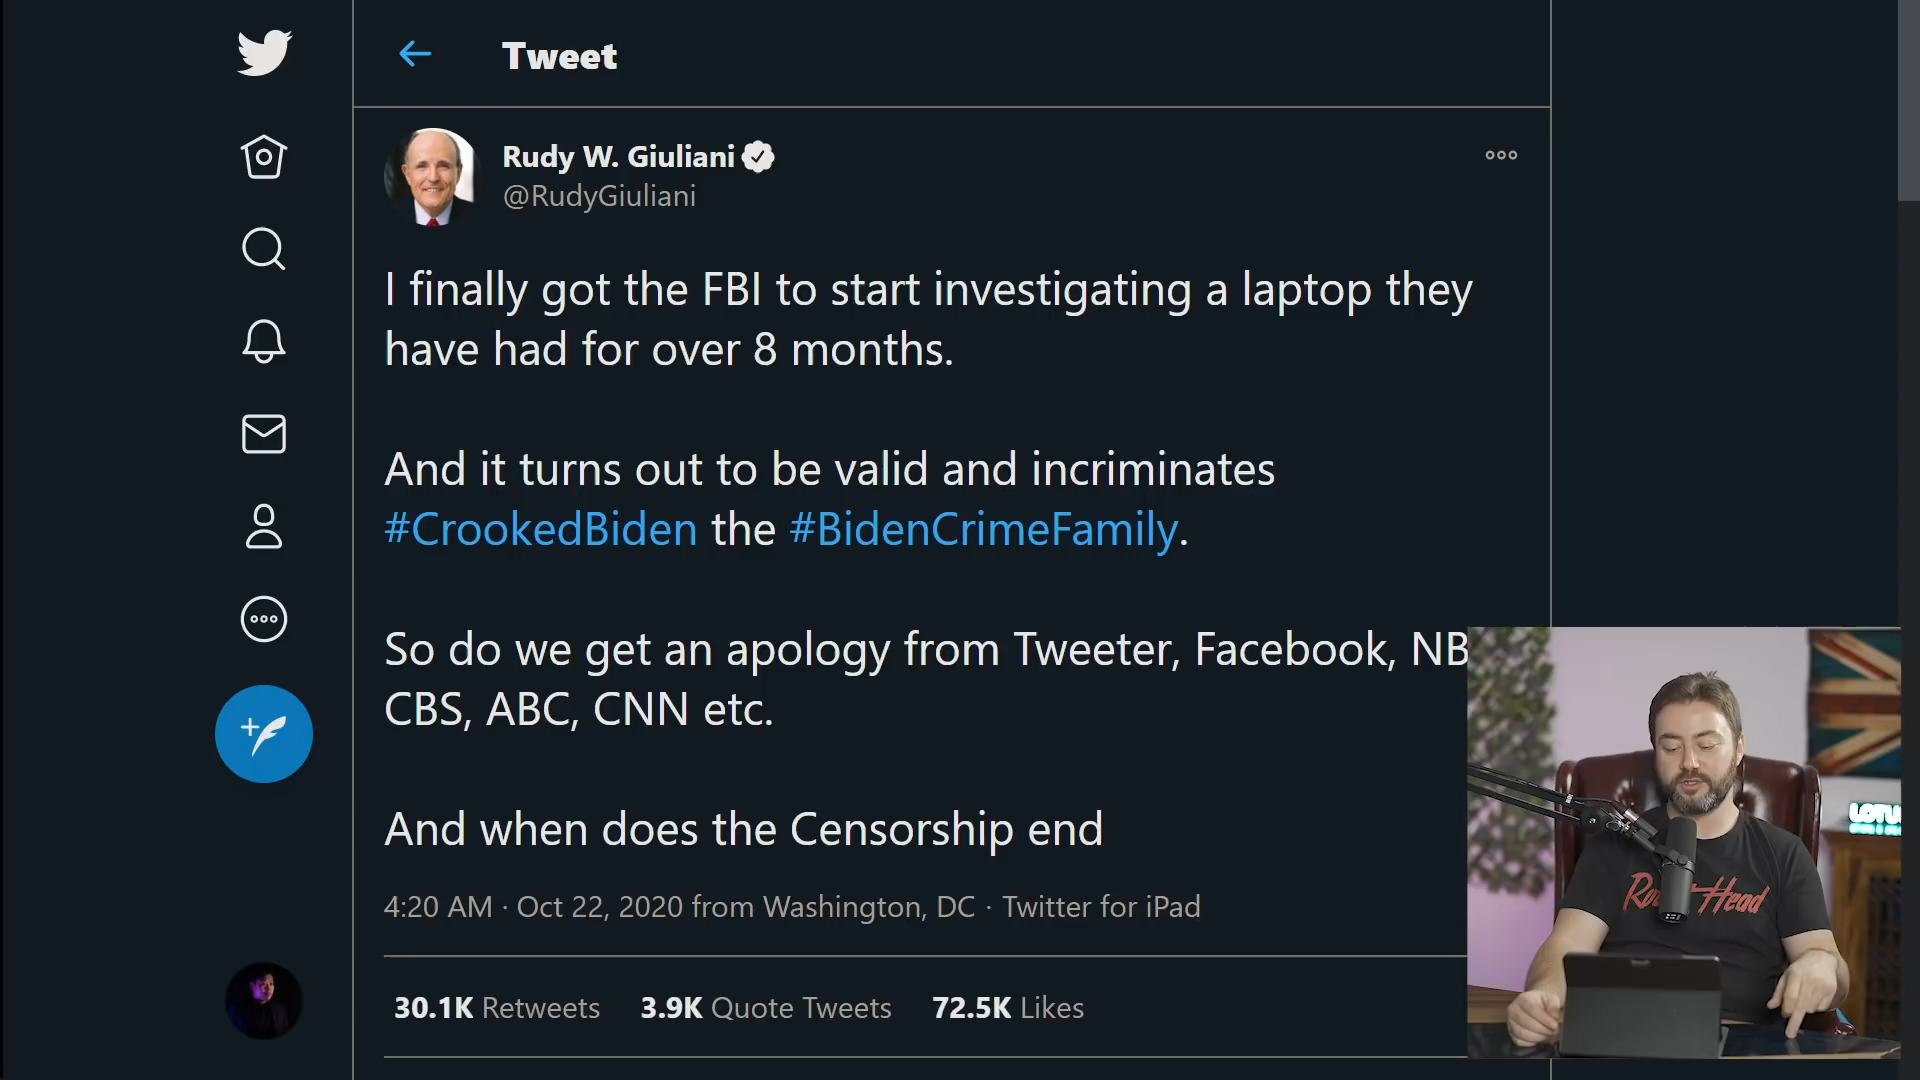 Tweet
Rudy W. Giuliani
@RudyGiuliani
I finally got the FBI to start investigating a laptop they
have had for over 8 months.
And it turns out to be valid and incriminates
#CrookedBiden the #BidenCrimeFamily.
So do we get an apology from Tweeter, Facebook, NB
CBS, ABC, CNN etc.
And when does the Censorship end
4:20 AM · Oct 22, 2020 from Washington, DC · Twitter for iPad
30.1K Retweets 3.9K Quote Tweets 72.5K Likes
Head